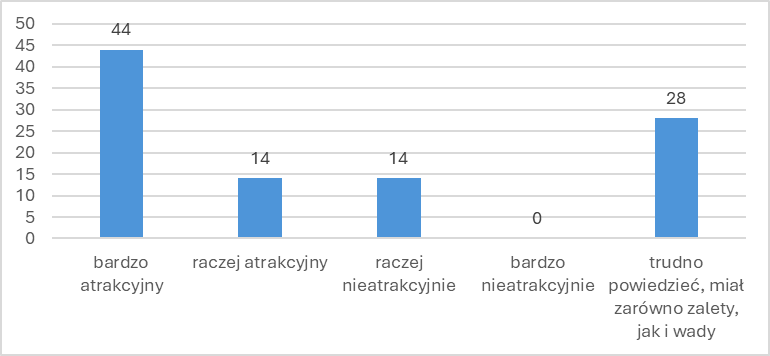 50
45
40
35
30
25
20
15
10
5
0
44
14
14
0
28
bardzo
atrakcyjny
raczej atrakcyjny
raczej
nieatrakcyjnie
bardzo
nieatrakcyjnie
trudno
powiedzieć, miał
zarówno zalety,
jak i wady